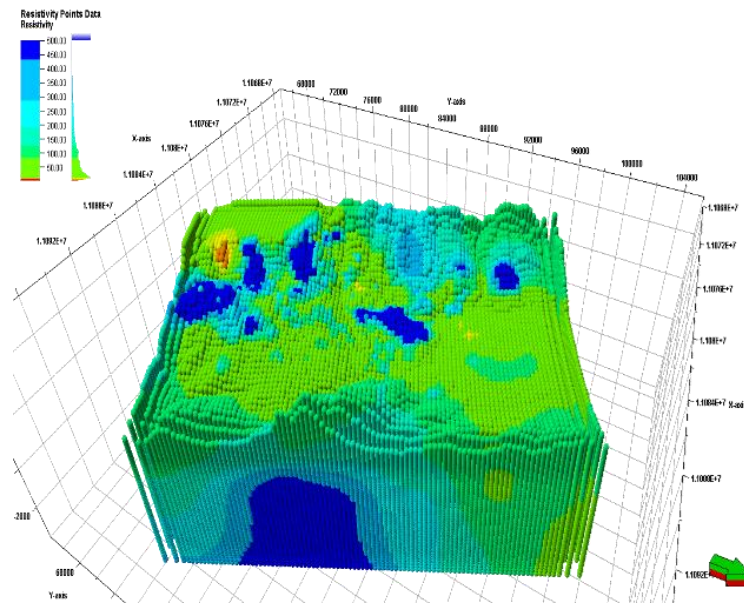 Resistivity Points Data
Resistivity
500.00
450.00
400.00
350.00
300.00
250.00
200.00
150.00
100.00
50.00
1.1068E+7
1.1072E+7
1.1076E+7
1.108E+7
1.1084E+7
1.1088E+7
1.1092E+7
X-axis
68000
72000
76000
80000
84000
88000
92000
96000
100000
104000
Y-axis
1.1068E+7
1.1072E+7
1.1076E+7
1.108E+7
1.1084E+7
X-axis
1.1088E+7
1.1092E+7
-2000
68000
Y-axis